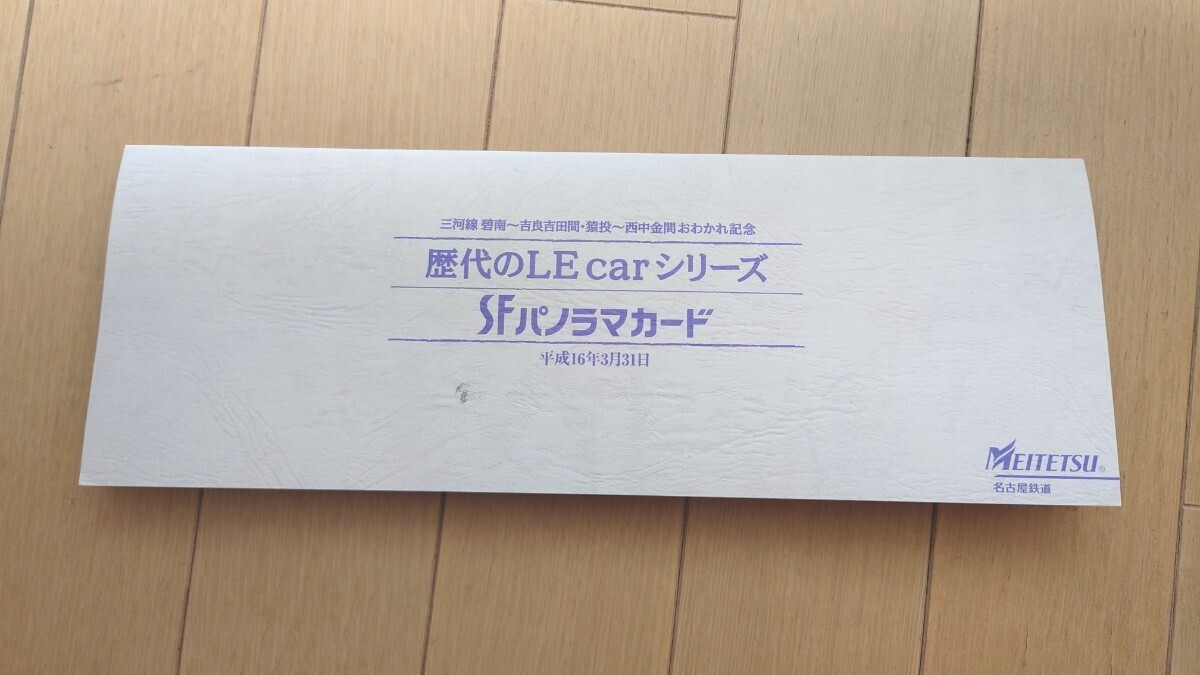 三河線 碧南～吉良吉田間・猿投～西中金間 おわかれ記念
歴代のLE carシリーズ
SFパノラマカード
平成16年3月31日
MEITETSU®
名古屋鉄道